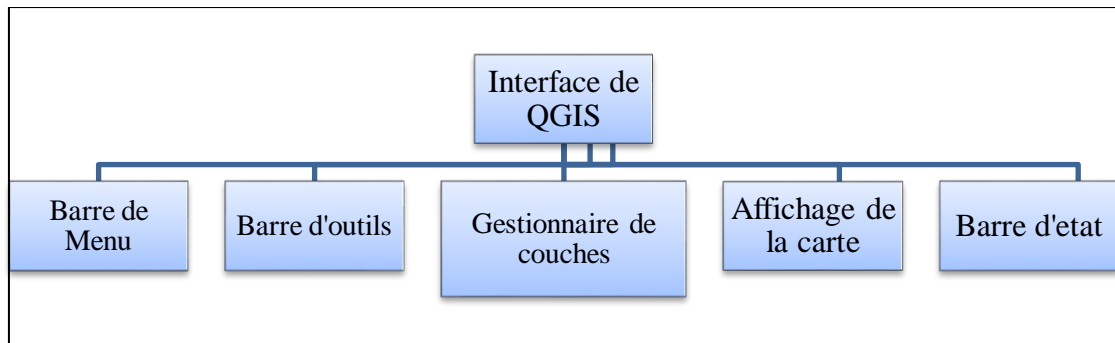 Interface de
QGIS
Barre de
Menu
Barre d'outils
Gestionnaire de
couches
Affichage de
la carte
Barre d'etat